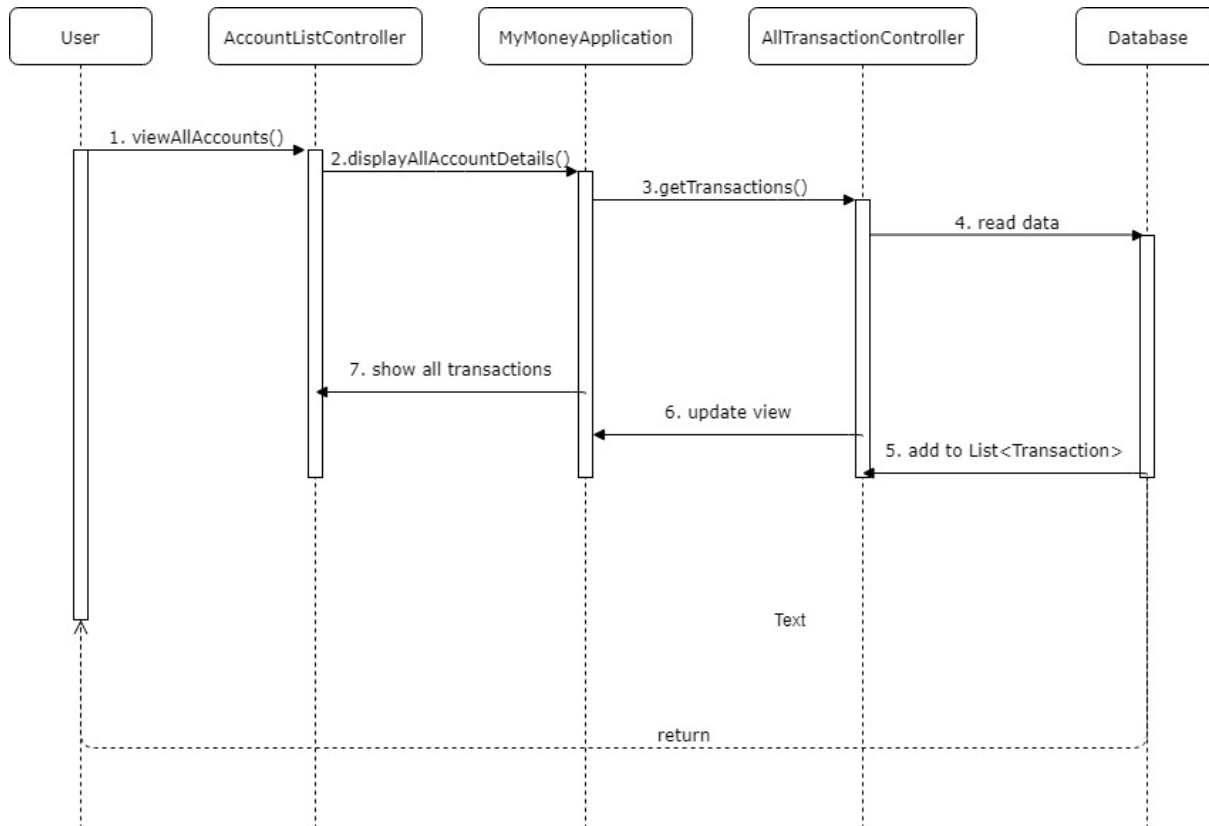 User
AccountListController
MyMoneyApplication
AllTransactionController
Database
1. viewAllAccounts()
2.displayAllAccountDetails()
3.getTransactions()
4. read data
7. show all transactions
6. update view
5. add to List<Transaction>
Text
return